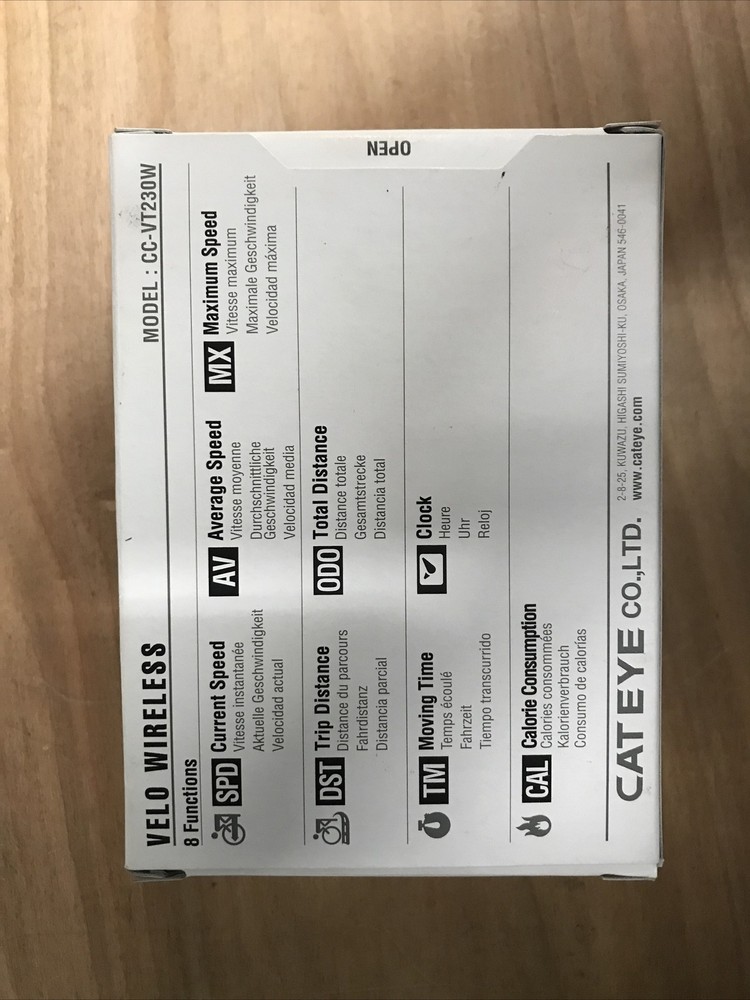 VELO WIRELESS
MODEL : CC-VT230W
8 Functions
SPD Current Speed
Vitesse instantanée
Aktuelle Geschwindigkeit
Velocidad actual
AV Average Speed
Vitesse moyenne
Durchschnittliche
Geschwindigkeit
Velocidad media
MX Maximum Speed
Vitesse maximum
Maximale Geschwindigkeit
Velocidad máxima
DST Trip Distance
Distance du parcours
Fahrdistanz
Distancia parcial
ODO Total Distance
Distance totale
Gesamtstrecke
Distancia total
TM Moving Time
Temps écoulé
Fahrzeit
Tiempo transcurrido
Clock
Heure
Uhr
Reloj
CAL Calorie Consumption
Calories consommées
Kalorienverbrauch
Consumo de calorías
CATEYE CO.,LTD.
2-8-25, KUWAZU, HIGASHI SUMIYOSHI-KU, OSAKA, JAPAN 546-0041
www.cateye.com
OPEN